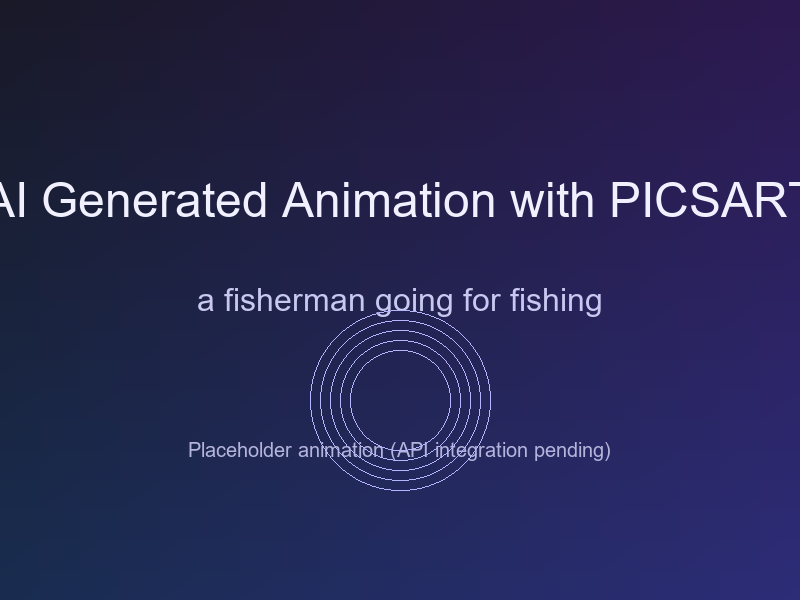 AI Generated Animation with PICSART
a fisherman going for fishing
Placeholder animation (API integration pending)